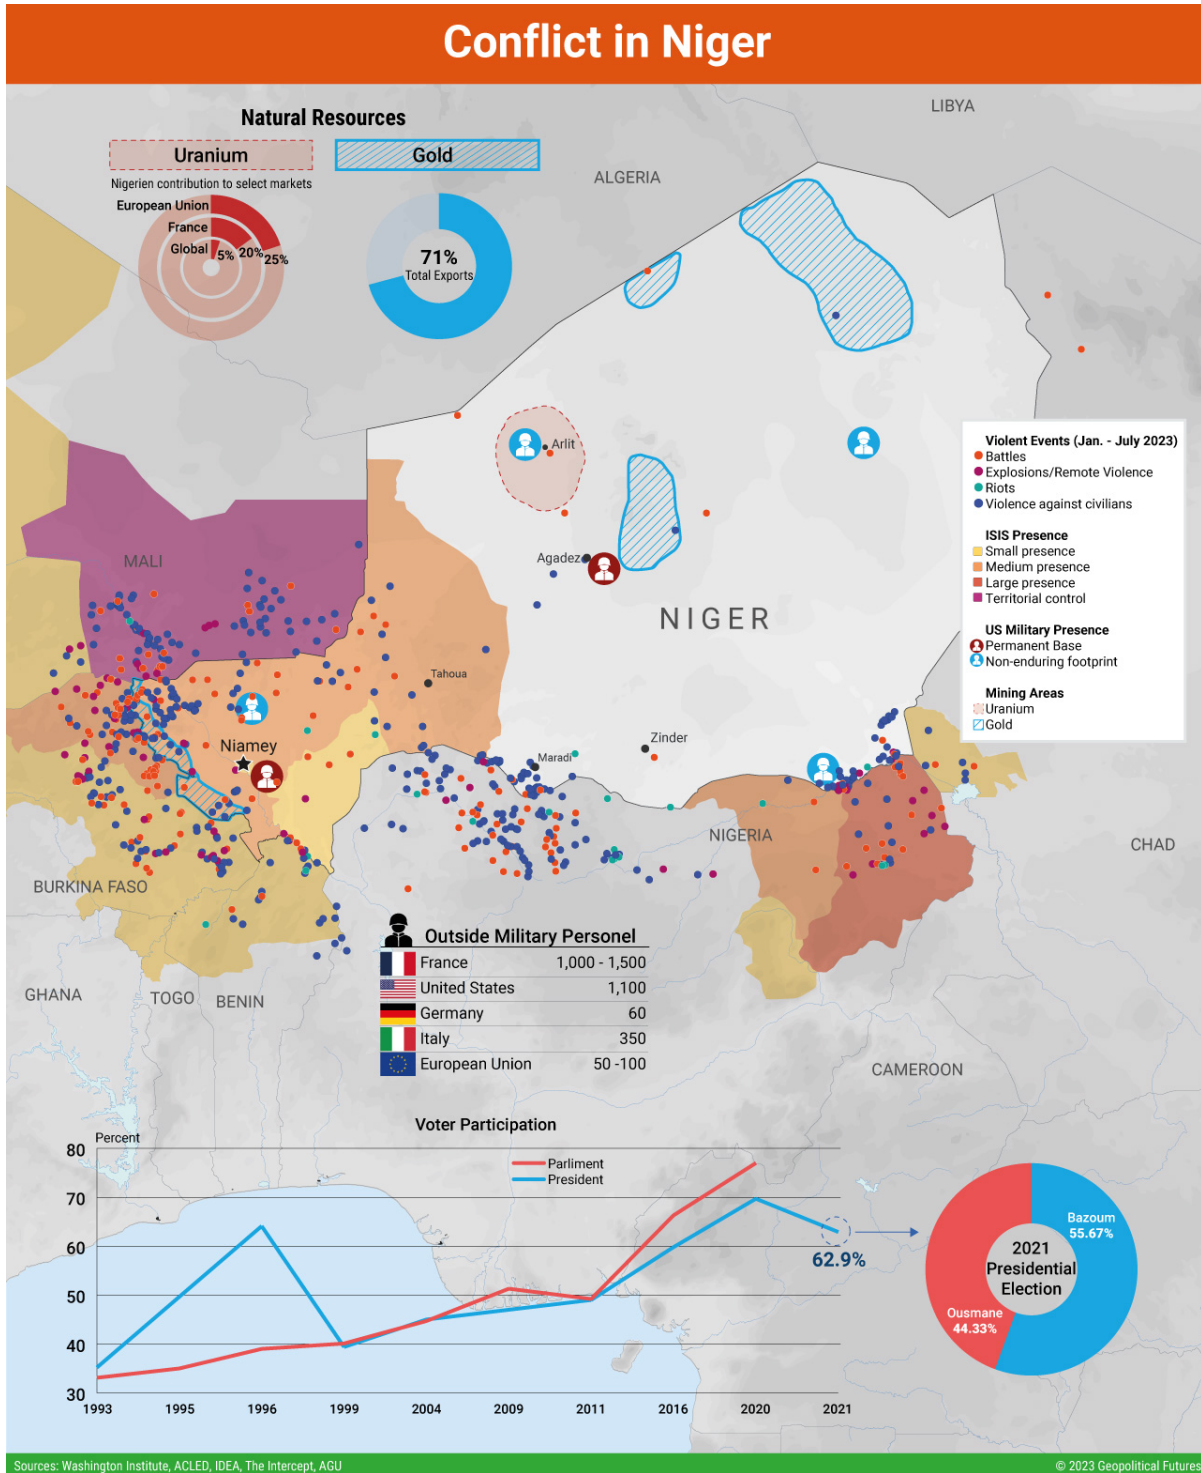 Conflict in Niger
Natural Resources
Uranium
Gold
Nigerien contribution to select markets
European Union
France
Global
5%
20%
25%
71%
Total Exports
LIBYA
ALGERIA
Arlit
Agadez
NIGER
MALI
Tahoua
Niamey
Zinder
Maradi
NIGERIA
CHAD
BURKINA FASO
GHANA
TOGO
BENIN
CAMEROON
Violent Events (Jan. - July 2023)
Battles
Explosions/Remote Violence
Riots
Violence against civilians
ISIS Presence
Small presence
Medium presence
Large presence
Territorial control
US Military Presence
Permanent Base
Non-enduring footprint
Mining Areas
Uranium
Gold
Outside Military Personel
France 1,000 - 1,500
United States 1,100
Germany 60
Italy 350
European Union 50 -100
Voter Participation
Percent
Parliment
President
80
70
60
50
40
30
1993 1995 1996 1999 2004 2009 2011 2016 2020 2021
62.9%
2021
Presidential
Election
Bazoum
55.67%
Ousmane
44.33%
Sources: Washington Institute, ACLED, IDEA, The Intercept, AGU
© 2023 Geopolitical Futures